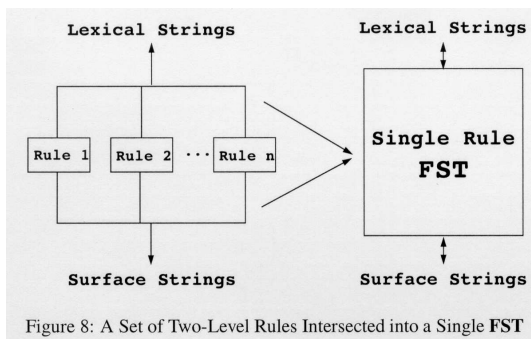 Lexical Strings
Rule 1 Rule 2 ... Rule n
Surface Strings
Lexical Strings
Single Rule
FST
Surface Strings
Figure 8: A Set of Two-Level Rules Intersected into a Single FST